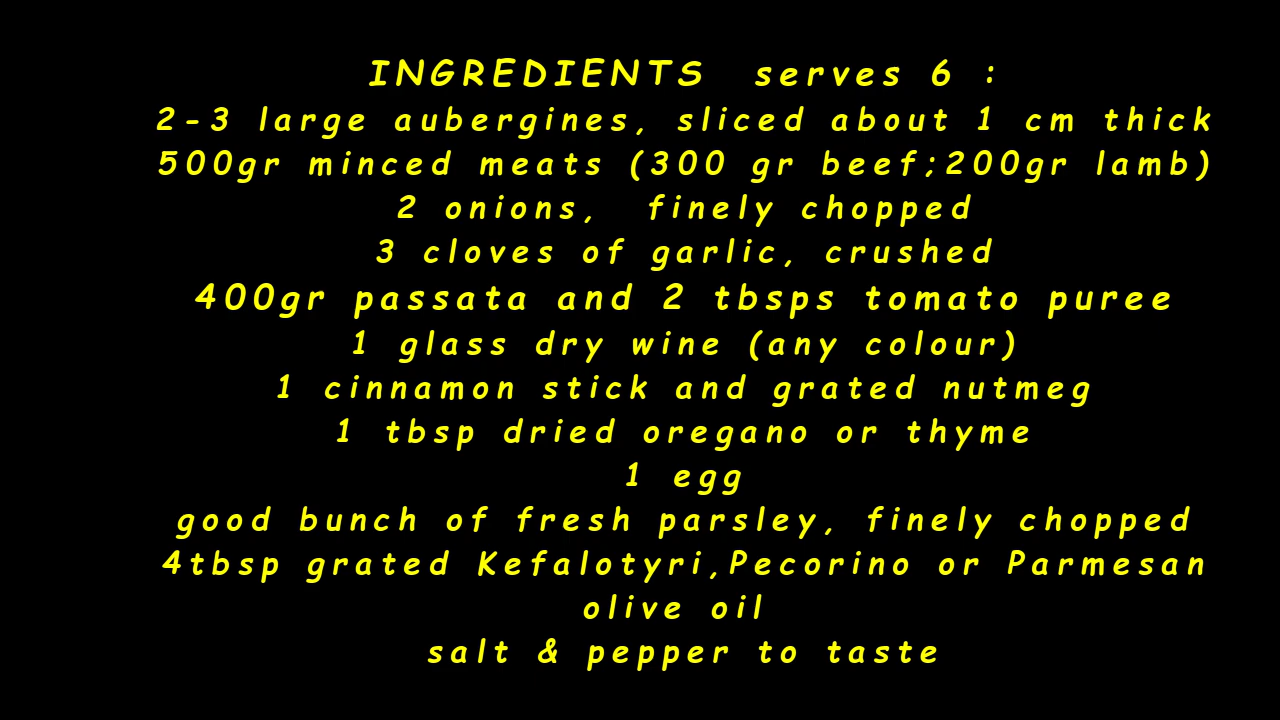 INGREDIENTS serves 6 :
2-3 large aubergines, sliced about 1 cm thick
500gr minced meats (300 gr beef;200gr lamb)
2 onions, finely chopped
3 cloves of garlic, crushed
400gr passata and 2 tbsps tomato puree
1 glass dry wine (any colour)
1 cinnamon stick and grated nutmeg
1 tbsp dried oregano or thyme
1 egg
good bunch of fresh parsley, finely chopped
4tbsp grated Kefalotyri,Pecorino or Parmesan
olive oil
salt & pepper to taste